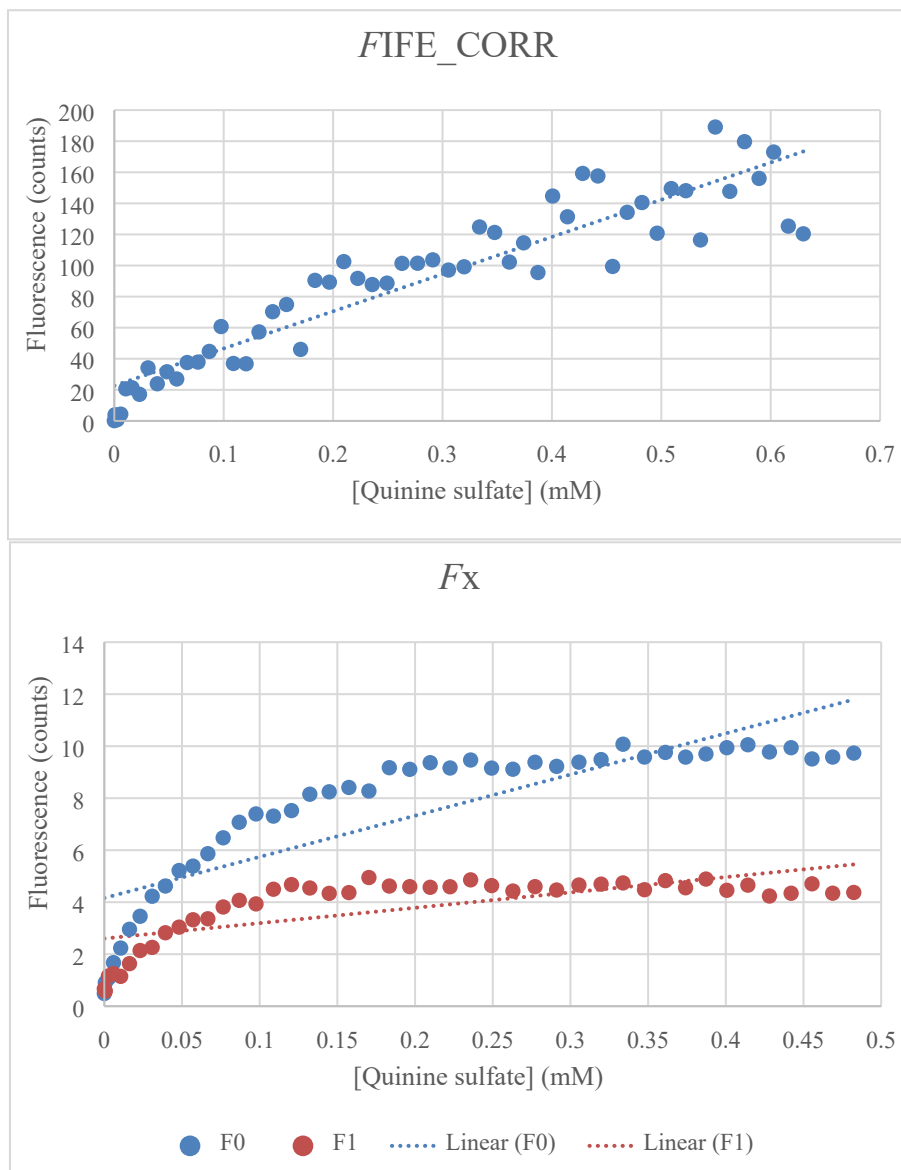 FIFE_CORR
Fluorescence (counts)
200
180
160
140
120
100
80
60
40
20
0
0 0.1 0.2 0.3 0.4 0.5 0.6 0.7
[Quinine sulfate] (mM)
Fx
Fluorescence (counts)
14
12
10
8
6
4
2
0
0 0.05 0.1 0.15 0.2 0.25 0.3 0.35 0.4 0.45 0.5
[Quinine sulfate] (mM)
F0 F1 Linear (F0) Linear (F1)